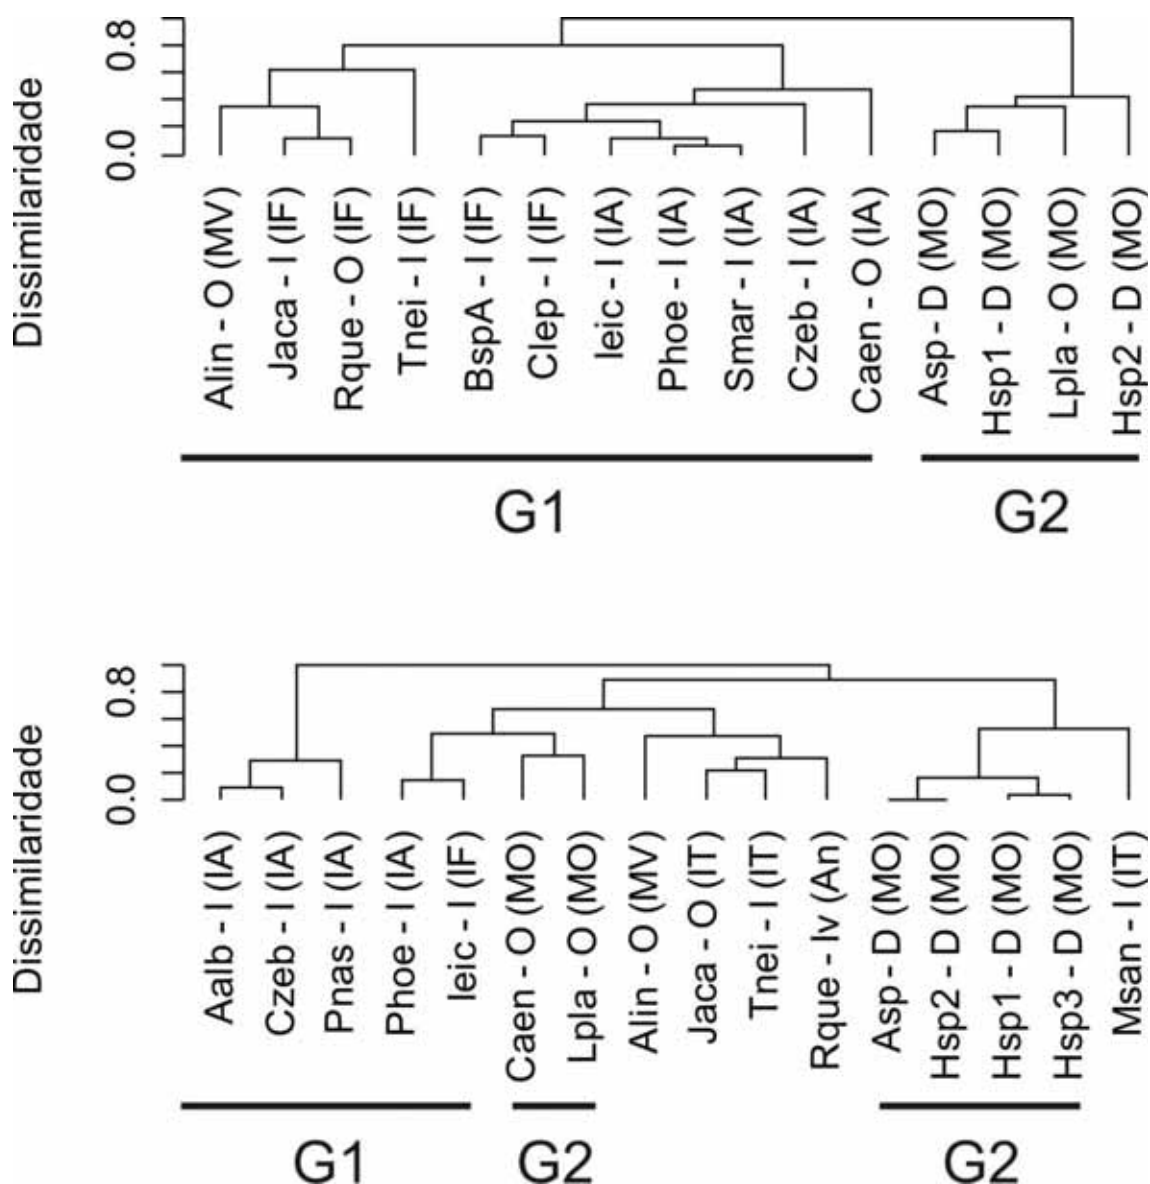 Dissimilaridade
0.8
0.0
Alin - O (MV)
Jaca - I (IF)
Rque - O (IF)
Tnei - I (IF)
BspA - I (IF)
Clep - I (IF)
Ieic - I (IA)
Phoe - I (IA)
Smar - I (IA)
Czeb - I (IA)
Caen - O (IA)
Asp - D (MO)
Hsp1 - D (MO)
Lpla - O (MO)
Hsp2 - D (MO)
G1
G2
Dissimilaridade
0.8
0.0
Aalb - I (IA)
Czeb - I (IA)
Pnas - I (IA)
Phoe - I (IA)
Ieic - I (IF)
Caen - O (MO)
Lpla - O (MO)
Alin - O (MV)
Jaca - O (IT)
Tnei - I (IT)
Rque - Iv (An)
Asp - D (MO)
Hsp2 - D (MO)
Hsp1 - D (MO)
Hsp3 - D (MO)
Msan - I (IT)
G1
G2
G2